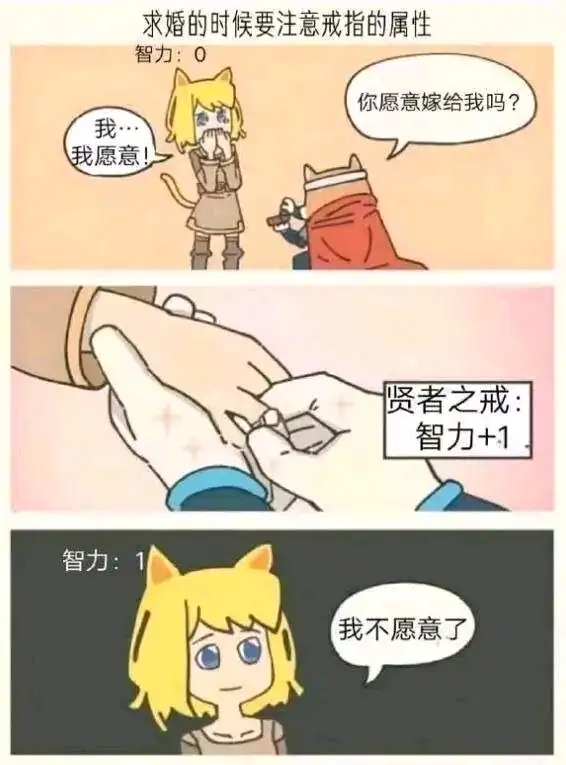 求婚的时候要注意戒指的属性
智力：0
你愿意嫁给我吗？
我…
我愿意！
贤者之戒：
智力+1
智力：1
我不愿意了